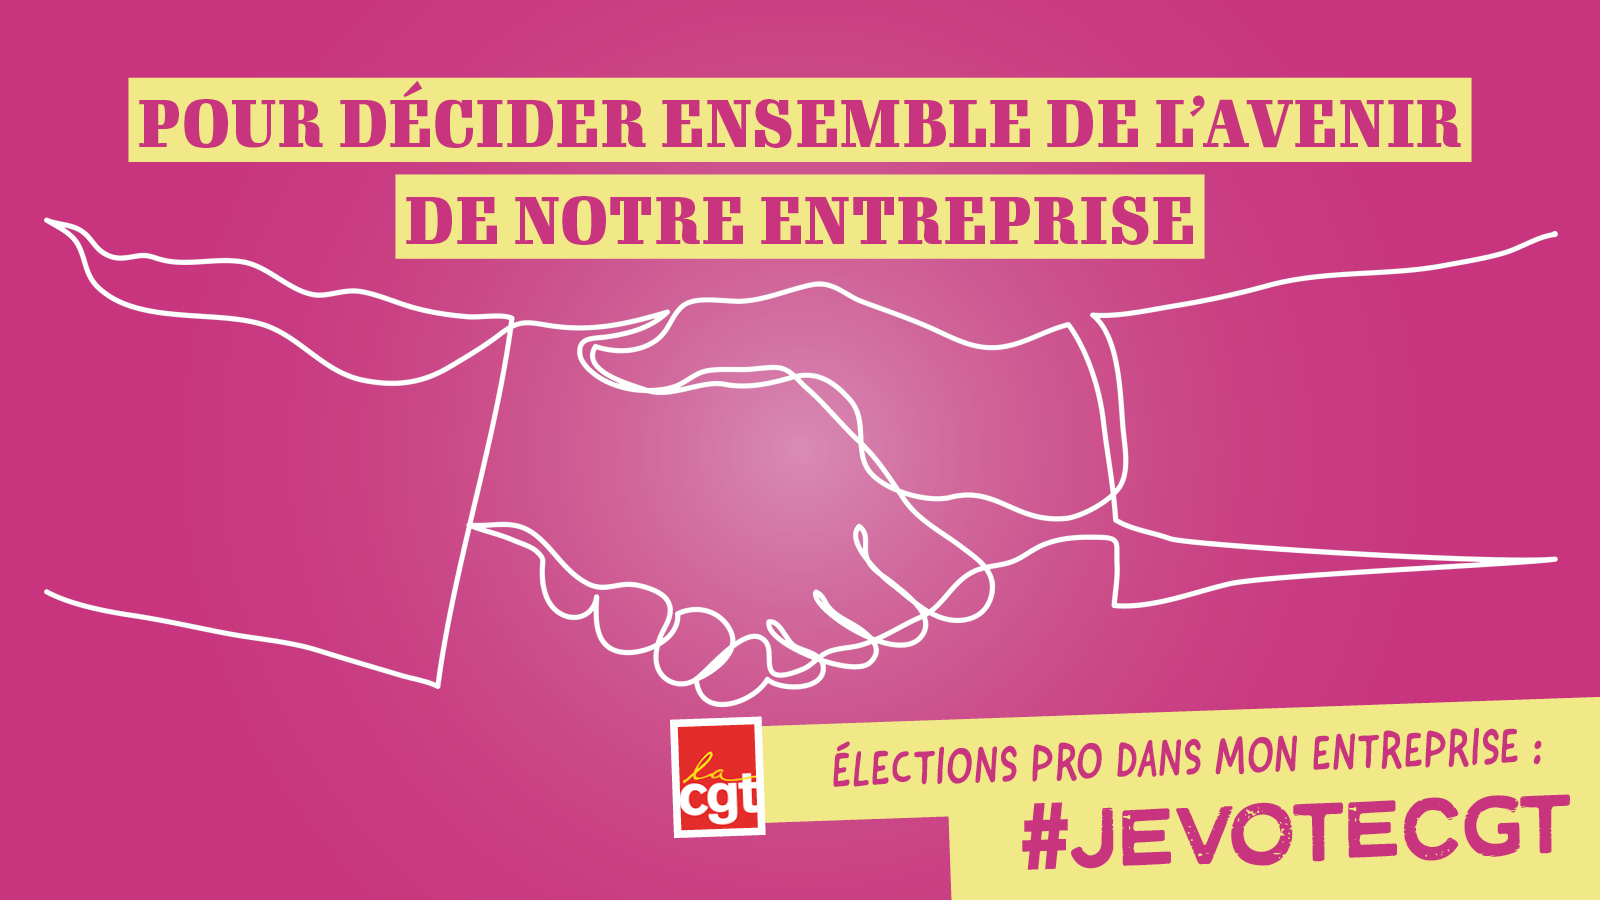 POUR DÉCIDER ENSEMBLE DE L'AVENIR
DE NOTRE ENTREPRISE
la
cgt
ÉLECTIONS PRO DANS MON ENTREPRISE :
#JEVOTECGT